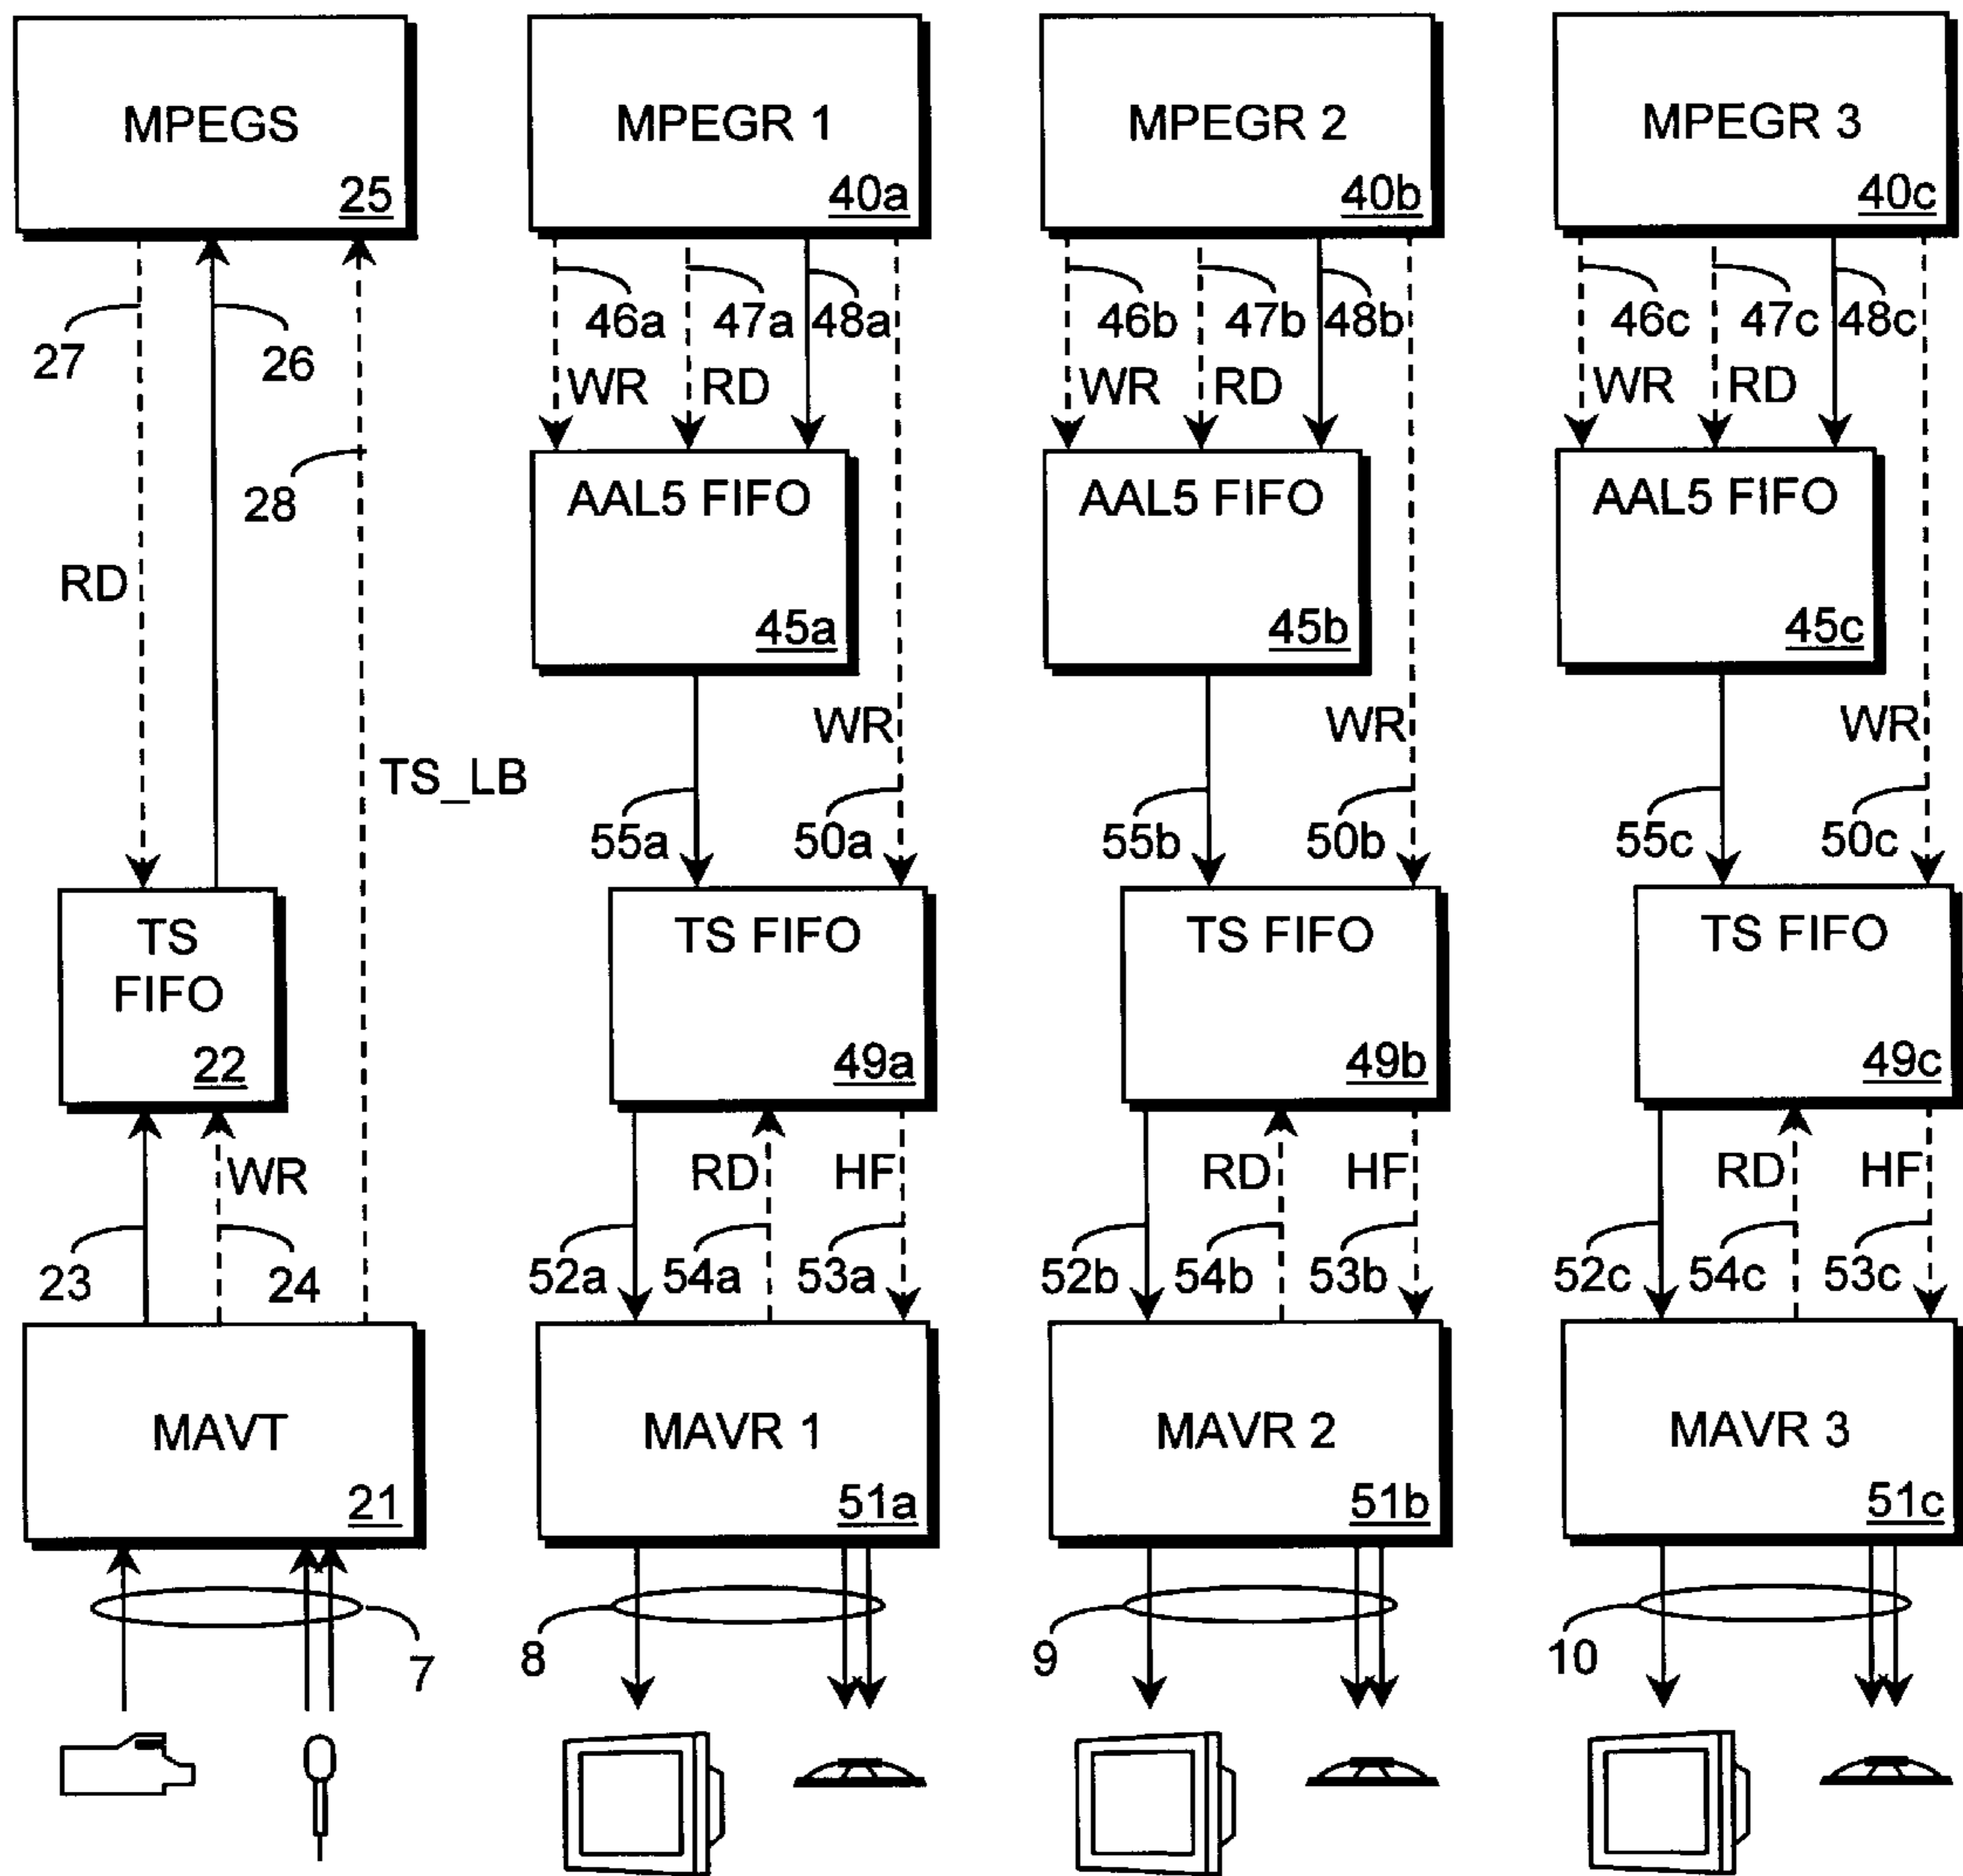 MPEGS
25
MPEGR 1
40a
MPEGR 2
40b
MPEGR 3
40c
27
26
28
RD
TS_LB
46a
47a
48a
WR
RD
46b
47b
48b
WR
RD
46c
47c
48c
WR
RD
AAL5 FIFO
45a
AAL5 FIFO
45b
AAL5 FIFO
45c
WR
55a
50a
WR
55b
50b
WR
55c
50c
TS
FIFO
22
TS FIFO
49a
TS FIFO
49b
TS FIFO
49c
WR
23
24
RD
HF
52a
54a
53a
RD
HF
52b
54b
53b
RD
HF
52c
54c
53c
MAVT
21
MAVR 1
51a
MAVR 2
51b
MAVR 3
51c
7
8
9
10